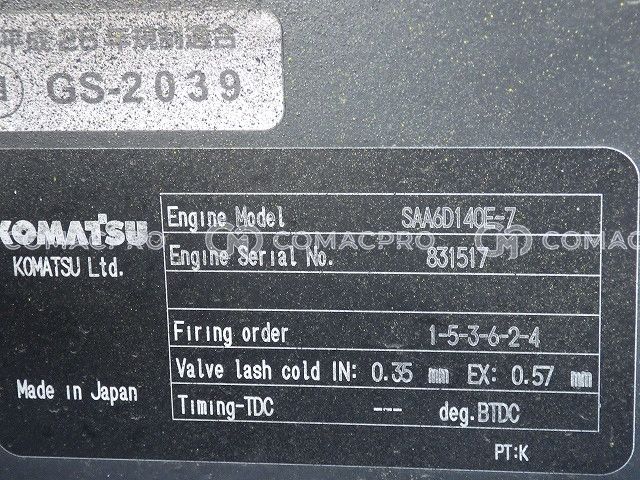 平成26年規制適合
GS-2039
KOMATSU
KOMATSU Ltd.
Made in Japan
Engine Model SAA6D140E-7
COMACPRO COMACPRO
Engine Serial No. 831517
Firing order 1-5-3-6-2-4
Valve lash cold IN: 0.35 mm EX: 0.57 mm
Timing-TDC --- deg.BTDC
PT:K